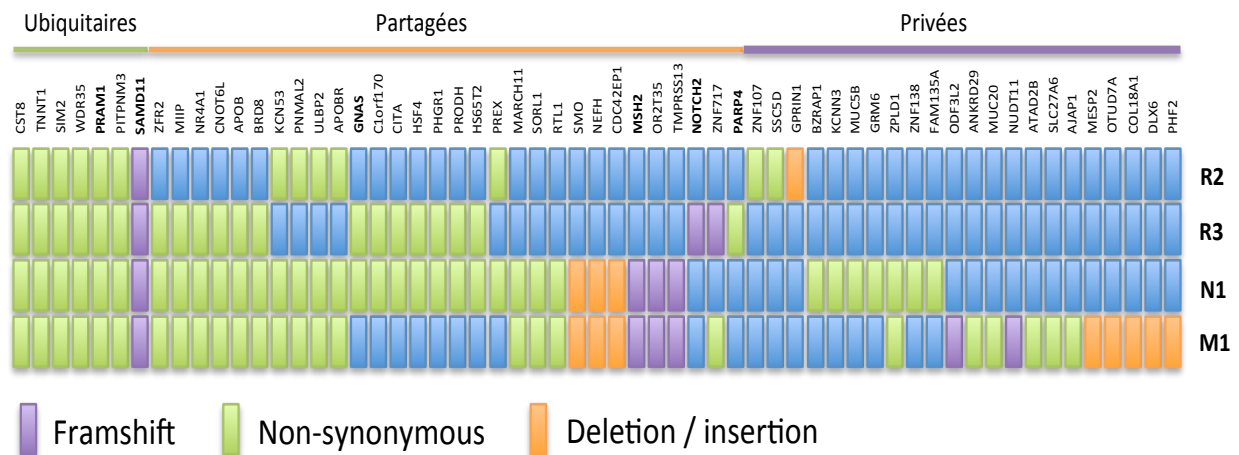 Ubiquitaires Partagées Privées
CST8
TNNT1
SIM2
WDR35
PRAM1
PITPNM3
SAMD11
ZFR2
MIIP
NR4A1
CNOT6L
APOB
BRD8
KCN53
PNMAL2
ULBP2
APOBR
GNAS
C1orf170
CITA
HSF4
PHGR1
PRODH
HS65T2
PREX
MARCH11
SORL1
RTL1
SMO
NEFH
CDC42EP1
MSH2
OR2T35
TMPRSS13
NOTCH2
ZNF717
PARP4
ZNF107
SSC5D
GPRIN1
BZRAP1
KCNN3
MUC5B
GRM6
ZPLD1
ZNF138
FAM135A
ODF3L2
ANKRD29
MUC20
NUDT11
ATAD2B
SLC27A6
AJAP1
MESP2
OTUD7A
COL18A1
DLX6
PHF2
R2
R3
N1
M1
Framshift Non-synonymous Deletion / insertion